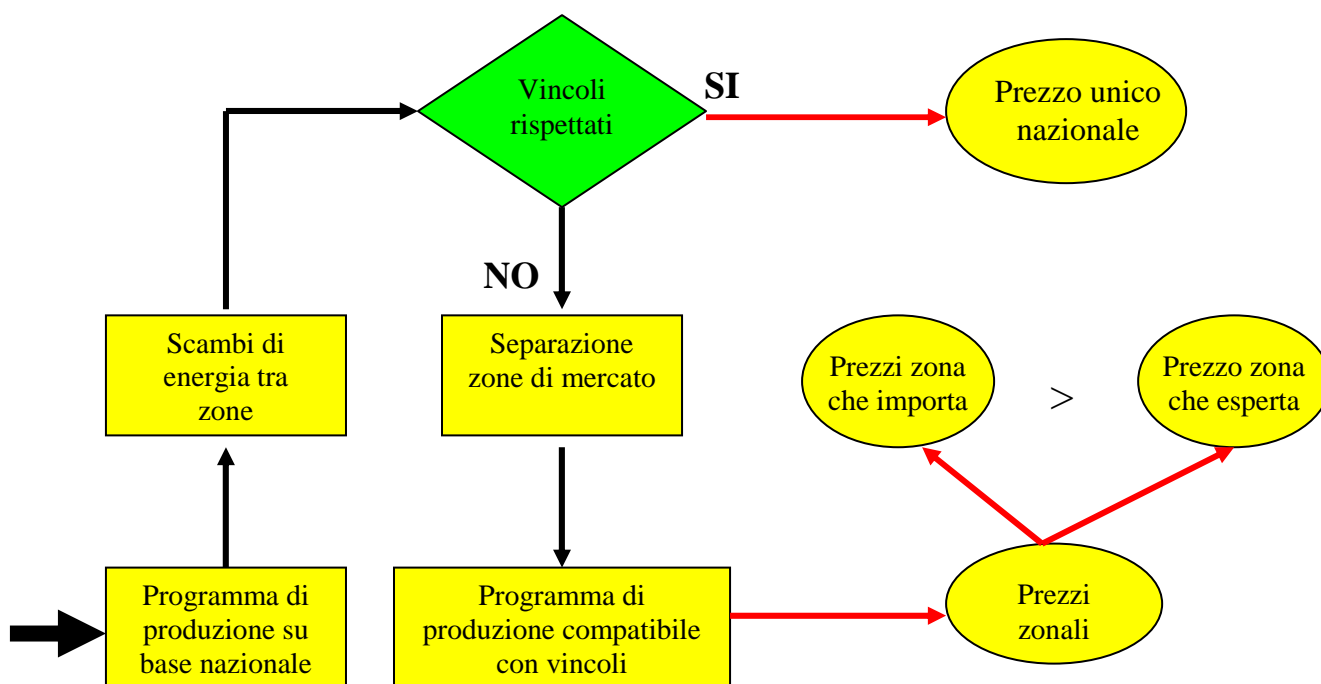 Vincoli
rispettati
SI
Prezzo unico
nazionale
NO
Scambi di
energia tra
zone
Separazione
zone di mercato
Prezzi zona
che importa
>
Prezzo zona
che esperta
Programma di
produzione su
base nazionale
Programma di
produzione compatibile
con vincoli
Prezzi
zonali